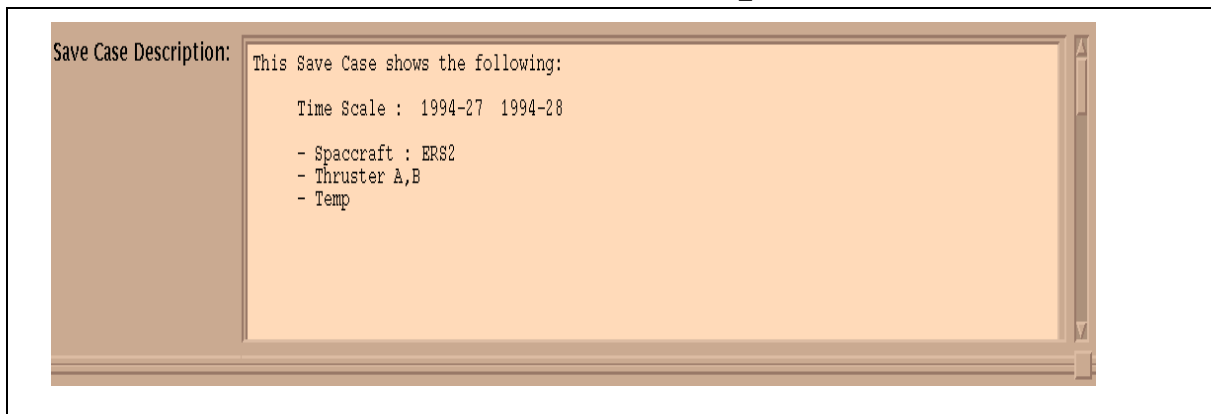 Save Case Description:
This Save Case shows the following:
Time Scale : 1994-27 1994-28
- Spaccraft : ERS2
- Thruster A,B
- Temp